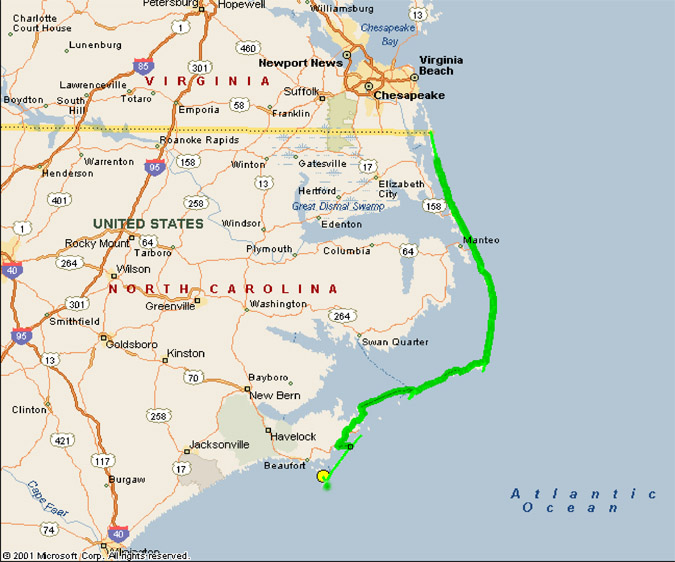 Petersburg
Hopewell
Williamsburg
Charlotte
Court House
1
13
Chesapeake
Bay
Lunenburg
460
Newport News
Virginia
Beach
85
301
VIRGINIA
Lawrenceville
Suffolk
Chesapeake
Boydton
South
Hill
Totaro
Emporia
58
Franklin
Roanoke Rapids
Warrenton
95
158
Winton
Gatesville
17
Henderson
13
Hertford
Elizabeth
City
401
258
Great Dismal Swamp
158
1
UNITED STATES
Windsor
Edenton
Rocky Mount
64
Tarboro
Plymouth
Columbia
64
Manteo
264
40
Wilson
NORTH CAROLINA
301
Greenville
Washington
264
Smithfield
95
Goldsboro
Swan Quarter
13
Kinston
70
Bayboro
New Bern
Clinton
258
421
Havelock
Jacksonville
117
17
Beaufort
Burgaw
Cape Fear
Atlantic
Ocean
74
40
Wilmington
© 2001 Microsoft Corp. All rights reserved.